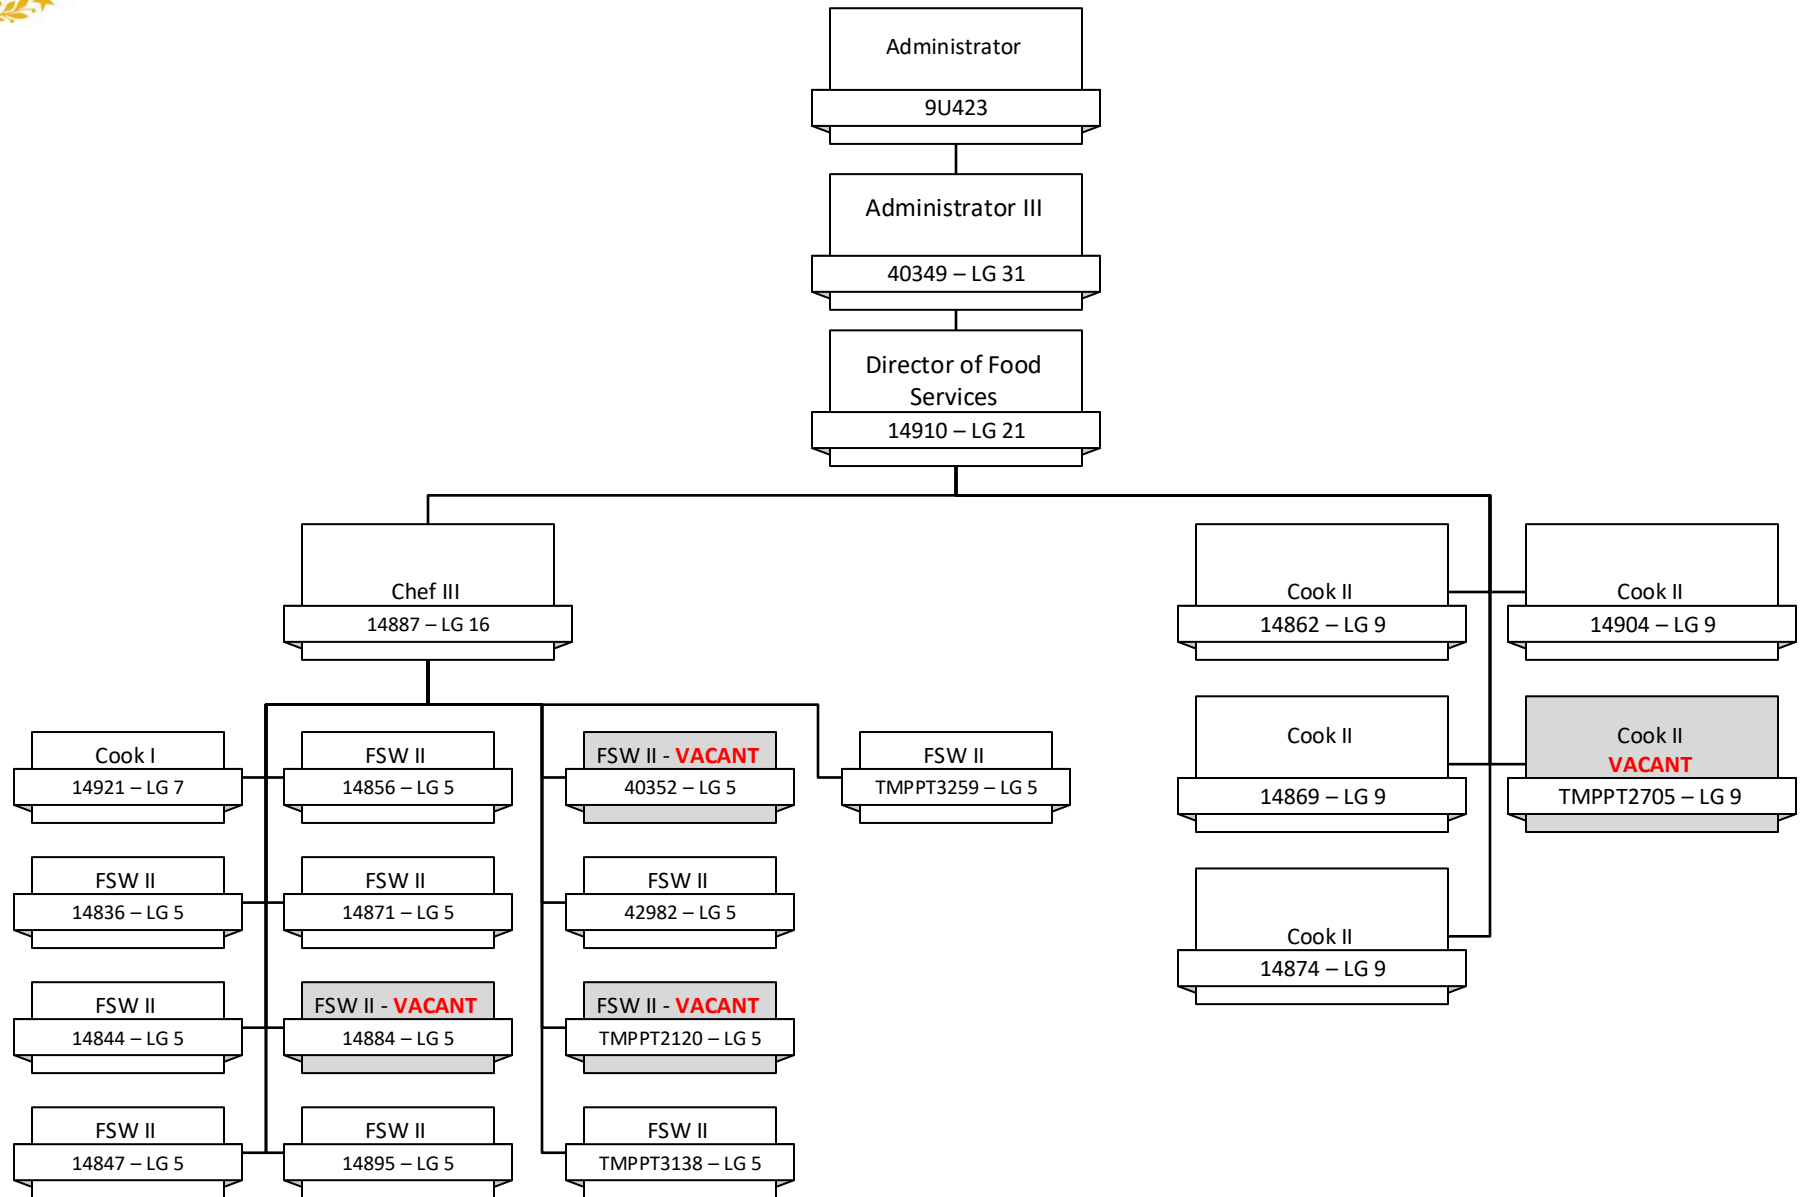 Administrator
9U423
Administrator III
40349 – LG 31
Director of Food
Services
14910 – LG 21
Chef III
14887 – LG 16
Cook II
14862 – LG 9
Cook II
14904 – LG 9
Cook II
14869 – LG 9
Cook II
VACANT
TMPPT2705 – LG 9
Cook II
14874 – LG 9
Cook I
14921 – LG 7
FSW II
14856 – LG 5
FSW II - VACANT
40352 – LG 5
FSW II
TMPPT3259 – LG 5
FSW II
14836 – LG 5
FSW II
14871 – LG 5
FSW II
42982 – LG 5
FSW II
14844 – LG 5
FSW II - VACANT
14884 – LG 5
FSW II - VACANT
TMPPT2120 – LG 5
FSW II
14847 – LG 5
FSW II
14895 – LG 5
FSW II
TMPPT3138 – LG 5